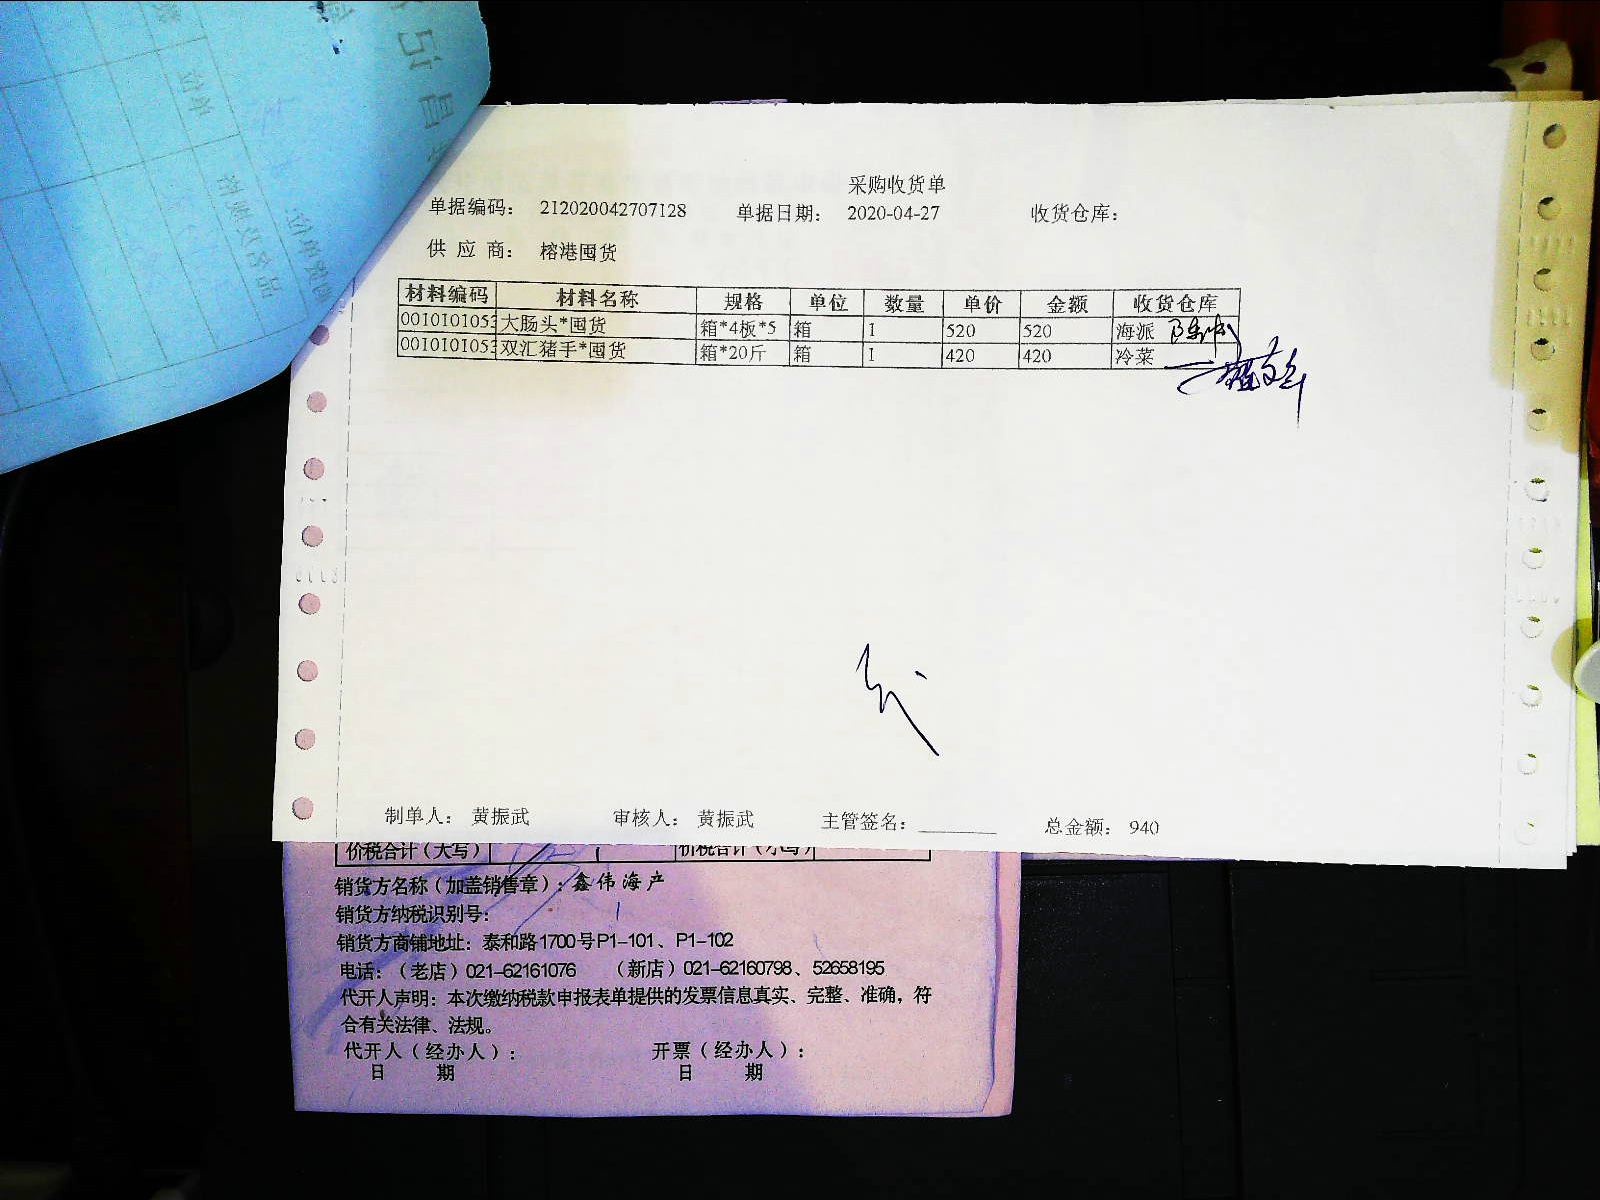 采购收货单
单据编码： 212020042707128 单据日期： 2020-04-27 收货仓库：
供 应 商： 榕港囤货
材料编码 材料名称 规格 单位 数量 单价 金额 收货仓库
0010101053 大肠头*囤货 箱*4板*5 箱 1 520 520 海派
0010101053 双汇猪手*囤货 箱*20斤 箱 1 420 420 冷菜
制单人： 黄振武 审核人： 黄振武 主管签名： 总金额： 940
价税合计（大写） 价税合计（小写）
销货方名称（加盖销售章）：鑫伟海产
销货方纳税识别号：
销货方商铺地址：泰和路1700号P1-101、P1-102
电话：（老店）021-62161076 （新店）021-62160798、52658195
代开人声明：本次缴纳税款申报表单提供的发票信息真实、完整、准确，符
合有关法律、法规。
代开人（经办人）： 开票（经办人）：
日 期 日 期